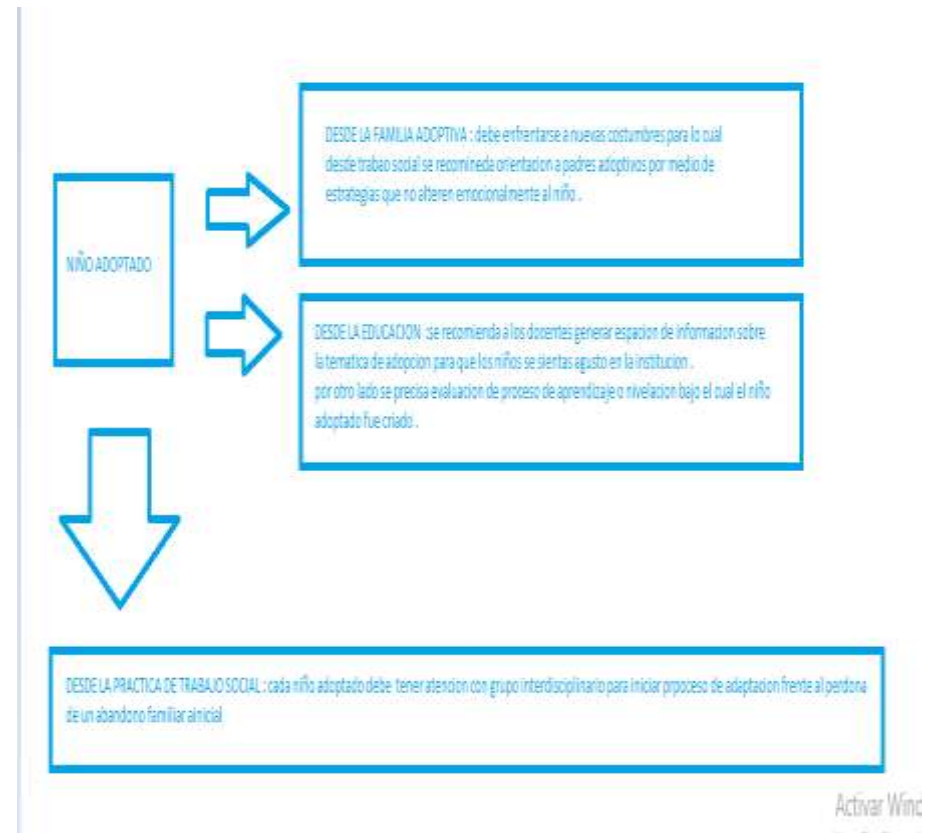 DESDE LA FAMILIA ADOPTIVA : debe enfrentarse a nuevas costumbres para lo cual
desde trabao social se recomineda orientacion a padres adoptivos por medio de
estrategias que no alteren emocionalmente al niño .
NIÑO ADOPTADO
DESDE LA EDUCACION :se recomienda a los docentes generar espacion de informacion sobre
la tematica de adopcion para que los niños se sientas agusto en la institucion .
por otro lado se precisa evaluacion de proceso de aprendizaje o nivelacion bajo el cual el niño
adoptado fue criado .
DESDE LA PRACTICA DE TRABAJO SOCIAL : cada niño adoptado debe tener atencion con grupo interdisciplinario para iniciar prpoceso de adaptacion frente al perdona
de un abandono familiar ainicial
Activar Winc